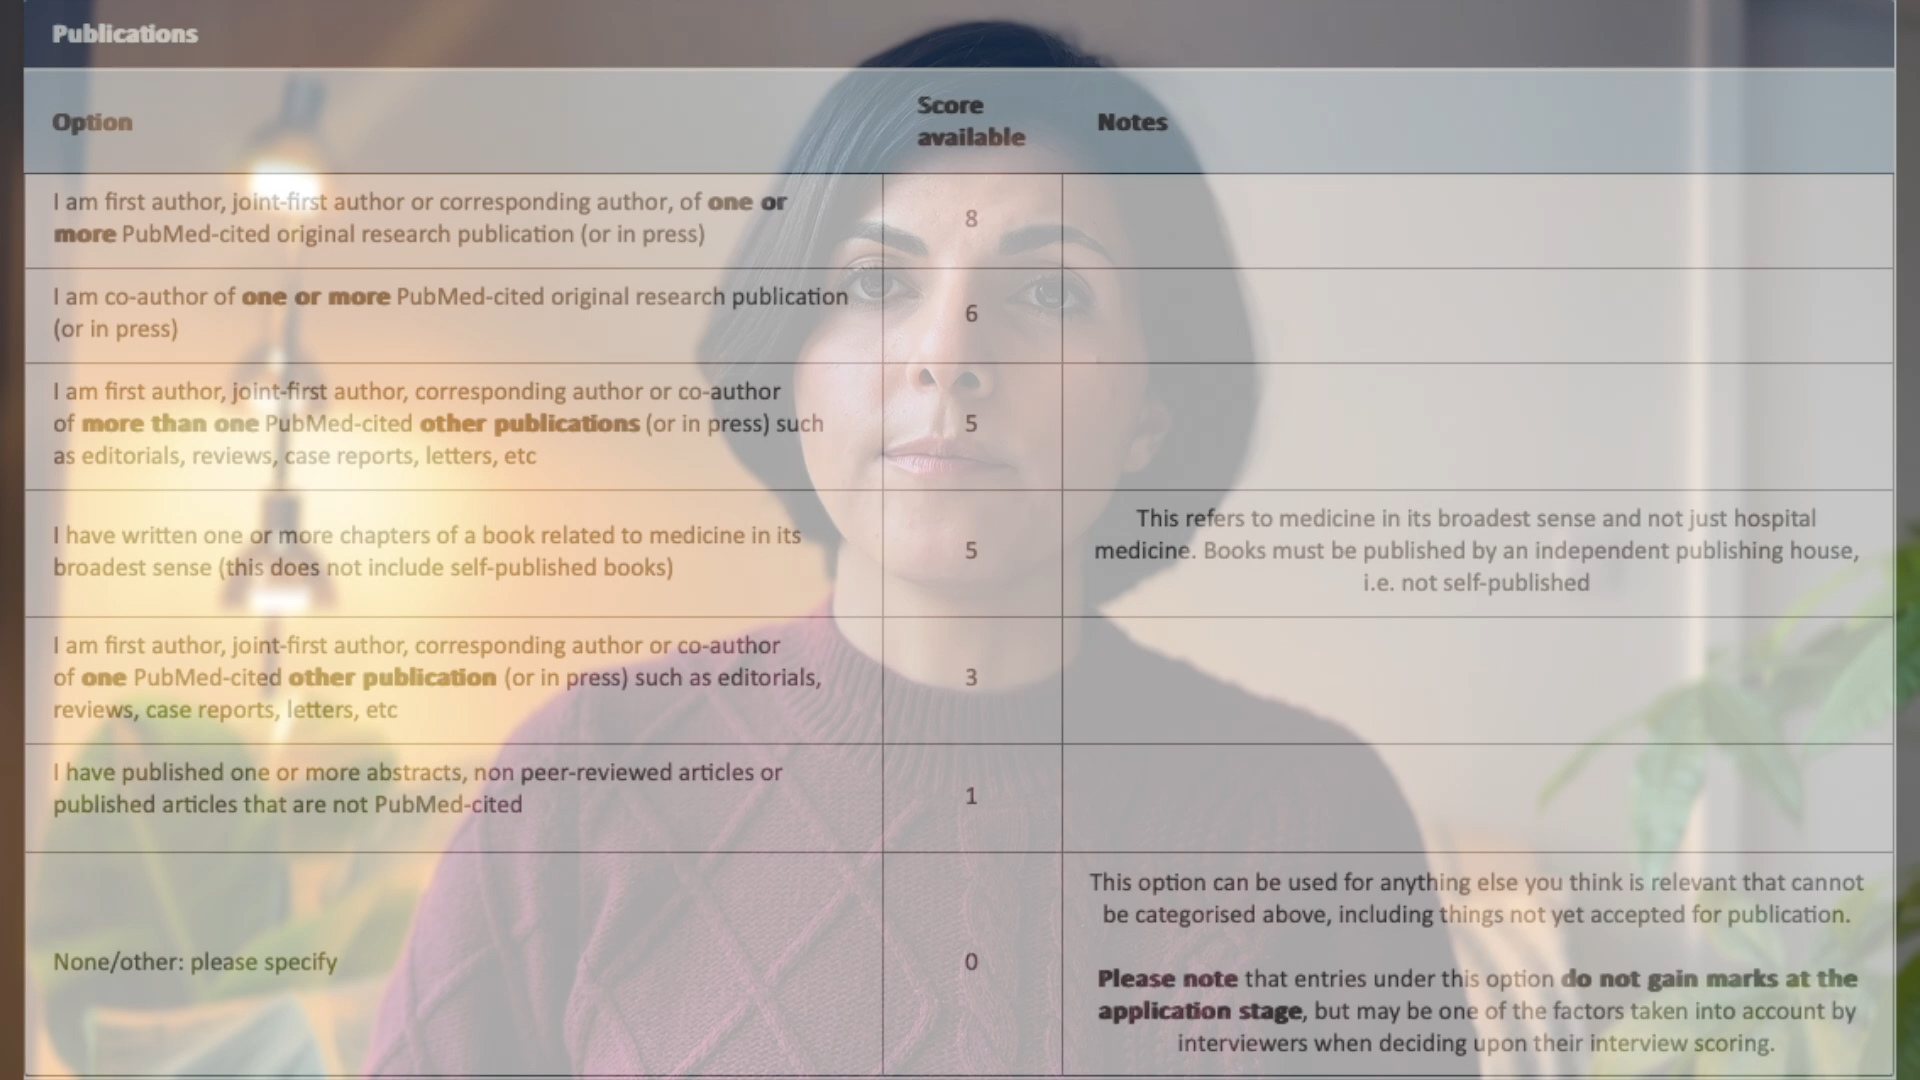 Publications
Option
Score
available
Notes
I am first author, joint-first author or corresponding author, of one or
more PubMed-cited original research publication (or in press)
8
I am co-author of one or more PubMed-cited original research publication
(or in press)
6
I am first author, joint-first author, corresponding author or co-author
of more than one PubMed-cited other publications (or in press) such
as editorials, reviews, case reports, letters, etc
5
I have written one or more chapters of a book related to medicine in its
broadest sense (this does not include self-published books)
5
This refers to medicine in its broadest sense and not just hospital
medicine. Books must be published by an independent publishing house,
i.e. not self-published
I am first author, joint-first author, corresponding author or co-author
of one PubMed-cited other publication (or in press) such as editorials,
reviews, case reports, letters, etc
3
I have published one or more abstracts, non peer-reviewed articles or
published articles that are not PubMed-cited
1
None/other: please specify
0
This option can be used for anything else you think is relevant that cannot
be categorised above, including things not yet accepted for publication.
Please note that entries under this option do not gain marks at the
application stage, but may be one of the factors taken into account by
interviewers when deciding upon their interview scoring.